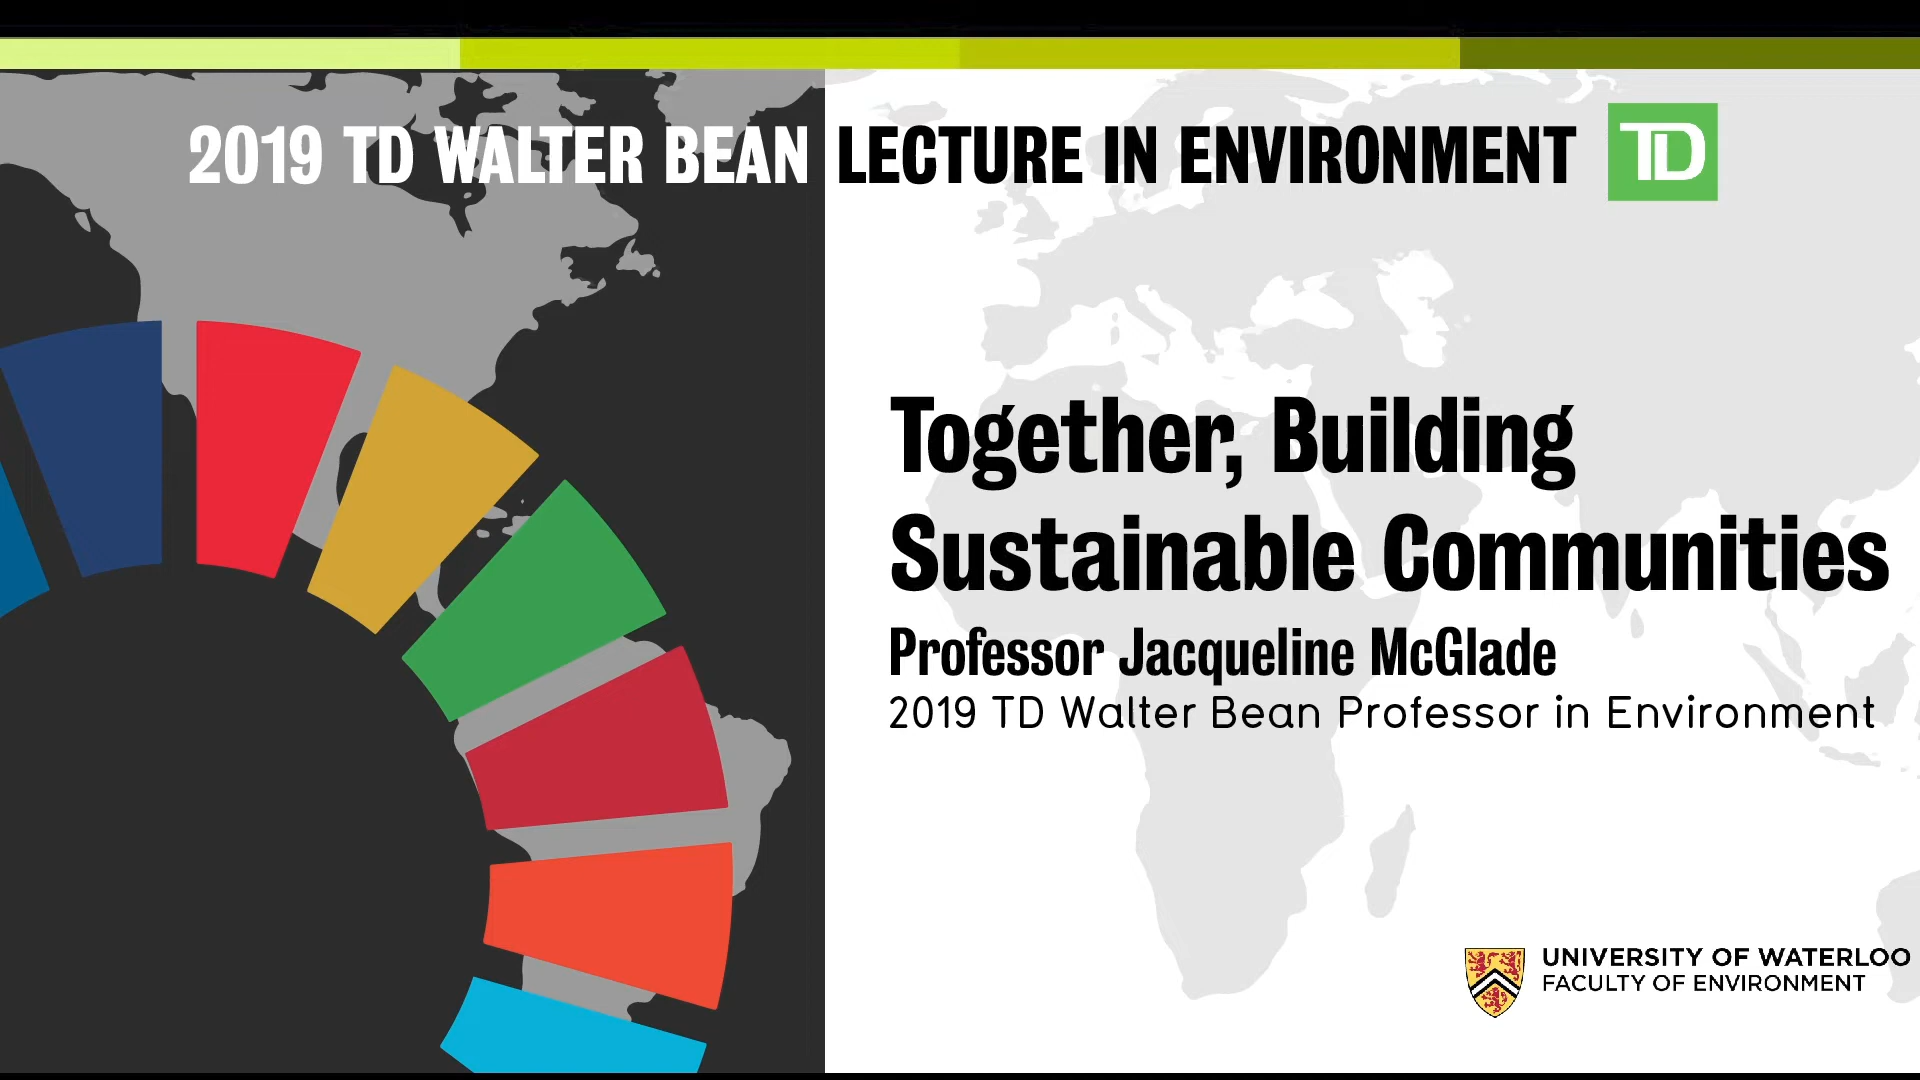 2019 TD WALTER BEAN LECTURE IN ENVIRONMENT TD
Together, Building
Sustainable Communities
Professor Jacqueline McGlade
2019 TD Walter Bean Professor in Environment
UNIVERSITY OF WATERLOO
FACULTY OF ENVIRONMENT